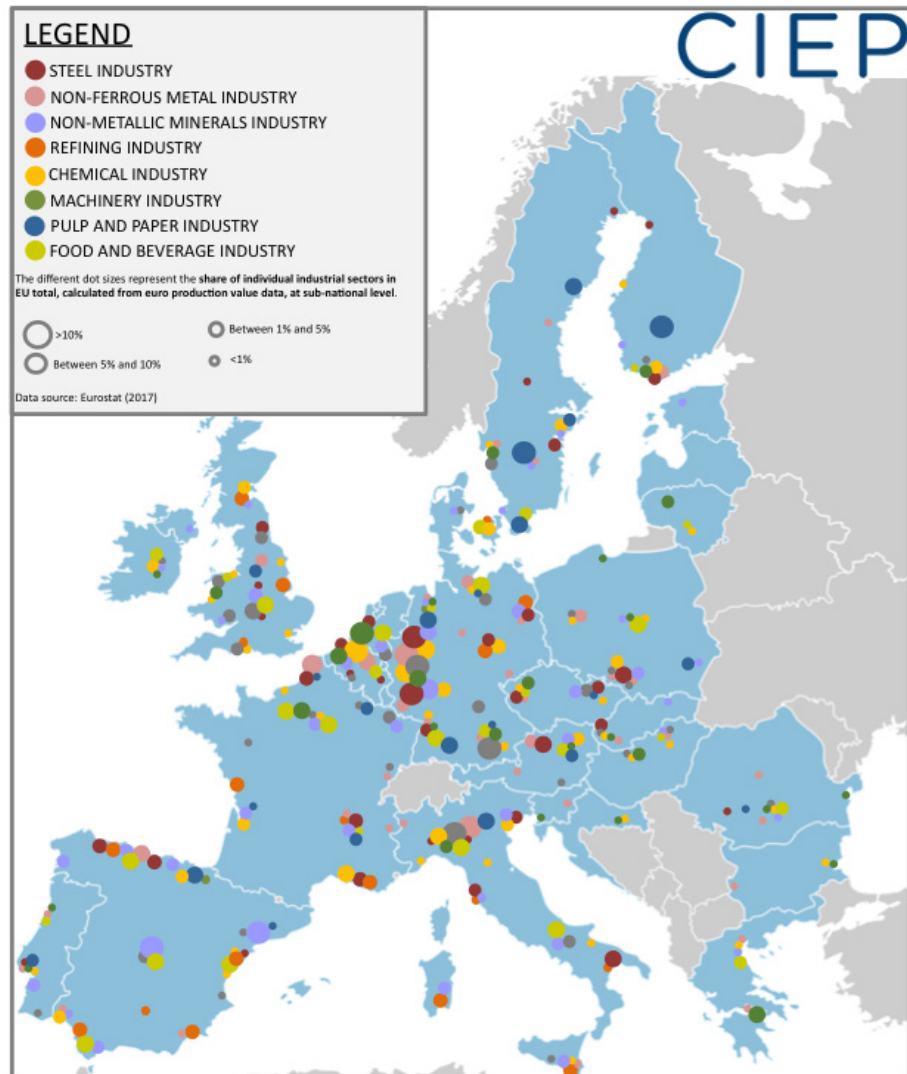 LEGEND
CIEP
STEEL INDUSTRY
NON-FERROUS METAL INDUSTRY
NON-METALLIC MINERALS INDUSTRY
REFINING INDUSTRY
CHEMICAL INDUSTRY
MACHINERY INDUSTRY
PULP AND PAPER INDUSTRY
FOOD AND BEVERAGE INDUSTRY
The different dot sizes represent the share of individual industrial sectors in
EU total, calculated from euro production value data, at sub-national level.
>10%
Between 1% and 5%
Between 5% and 10%
<1%
Data source: Eurostat (2017)